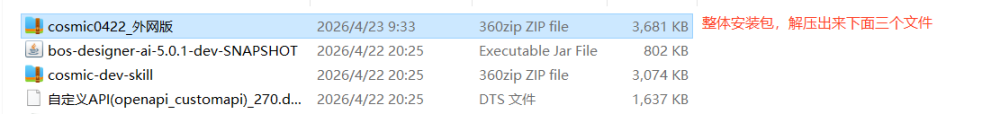 cosmic0422_外网版 2026/4/23 9:33 360zip ZIP file 3,681 KB 整体安装包，解压出来下面三个文件
bos-designer-ai-5.0.1-dev-SNAPSHOT 2026/4/22 20:25 Executable Jar File 802 KB
cosmic-dev-skill 2026/4/22 20:25 360zip ZIP file 3,074 KB
自定义API(openapi_customapi)_270.d... 2026/4/22 20:25 DTS 文件 1,637 KB